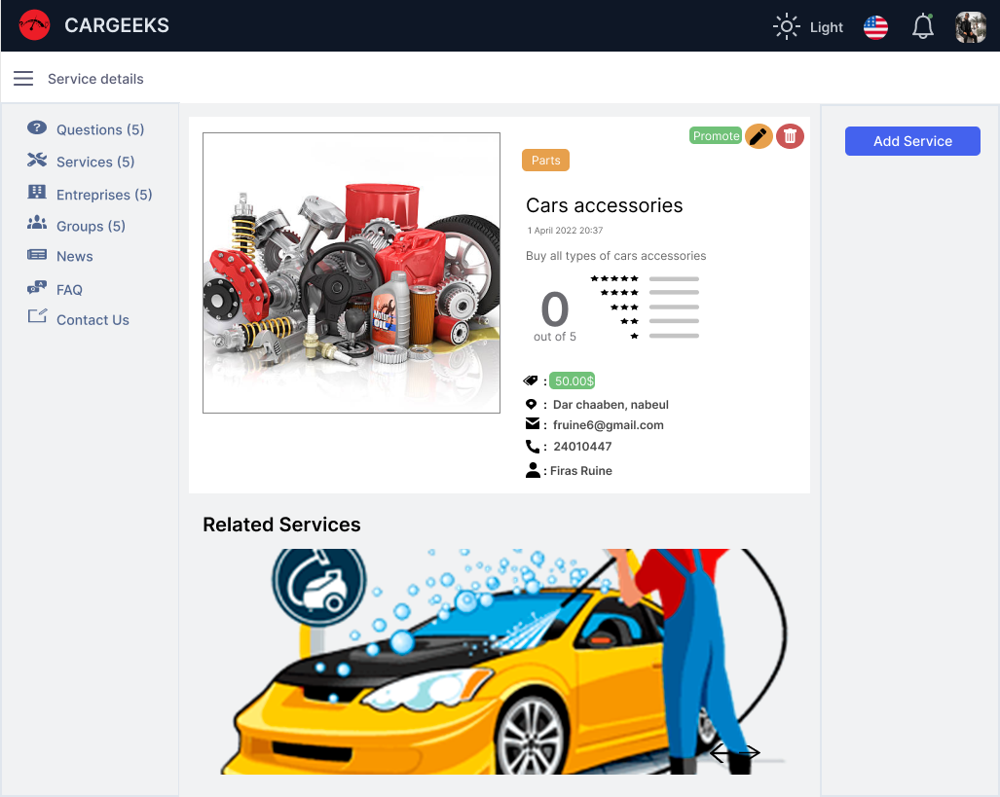 CARGEEKS
Light
Service details
Questions (5)
Services (5)
Entreprises (5)
Groups (5)
News
FAQ
Contact Us
Promote
Parts
Cars accessories
1 April 2022 20:37
Buy all types of cars accessories
0
out of 5
: 50.00$
: Dar chaaben, nabeul
: fruine6@gmail.com
: 24010447
: Firas Ruine
Add Service
Motor
OIL
Related Services